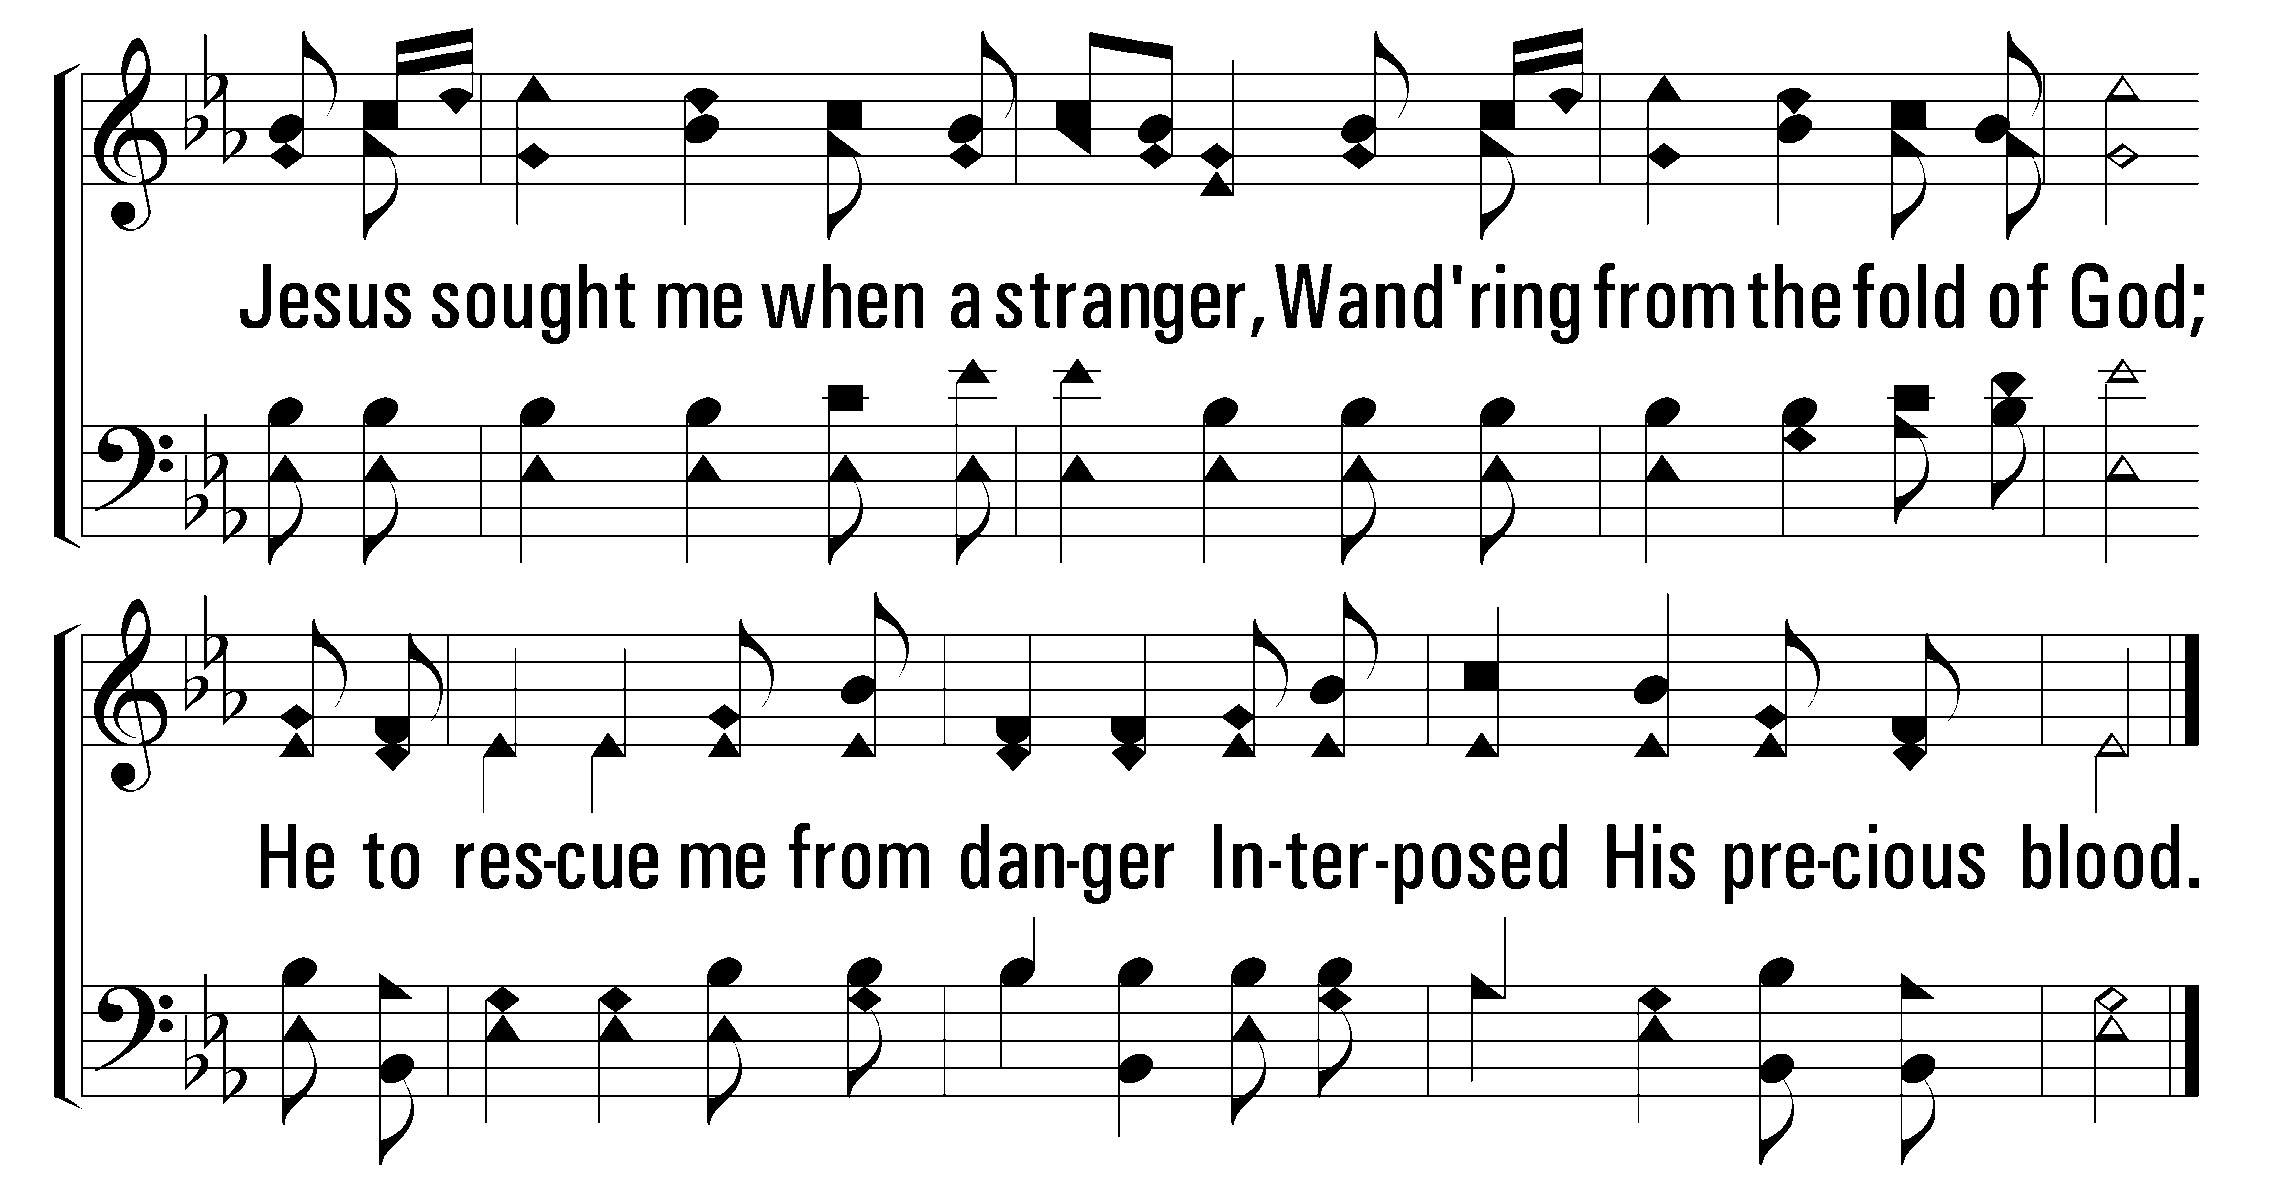 Jesus sought me when a stranger, Wand'ring from the fold of God;
He to res-cue me from dan-ger In-ter-posed His pre-cious blood.